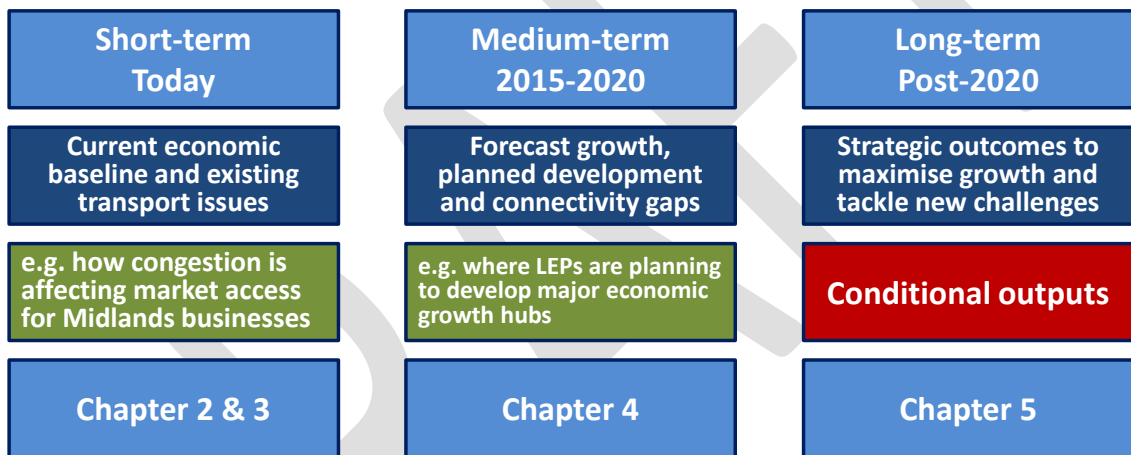 Short-term
Today
Medium-term
2015-2020
Long-term
Post-2020
Current economic
baseline and existing
transport issues
Forecast growth,
planned development
and connectivity gaps
Strategic outcomes to
maximise growth and
tackle new challenges
e.g. how congestion is
affecting market access
for Midlands businesses
e.g. where LEPs are planning
to develop major economic
growth hubs
Conditional outputs
Chapter 2 & 3
Chapter 4
Chapter 5